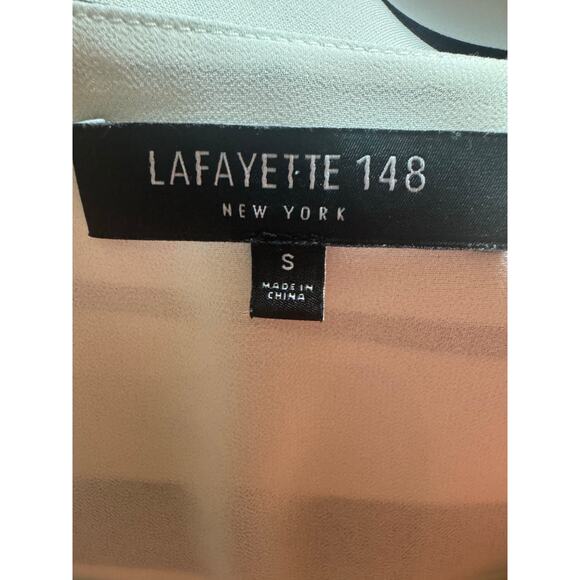 LAFAYETTE 148
NEW YORK
S
MADE IN
CHINA